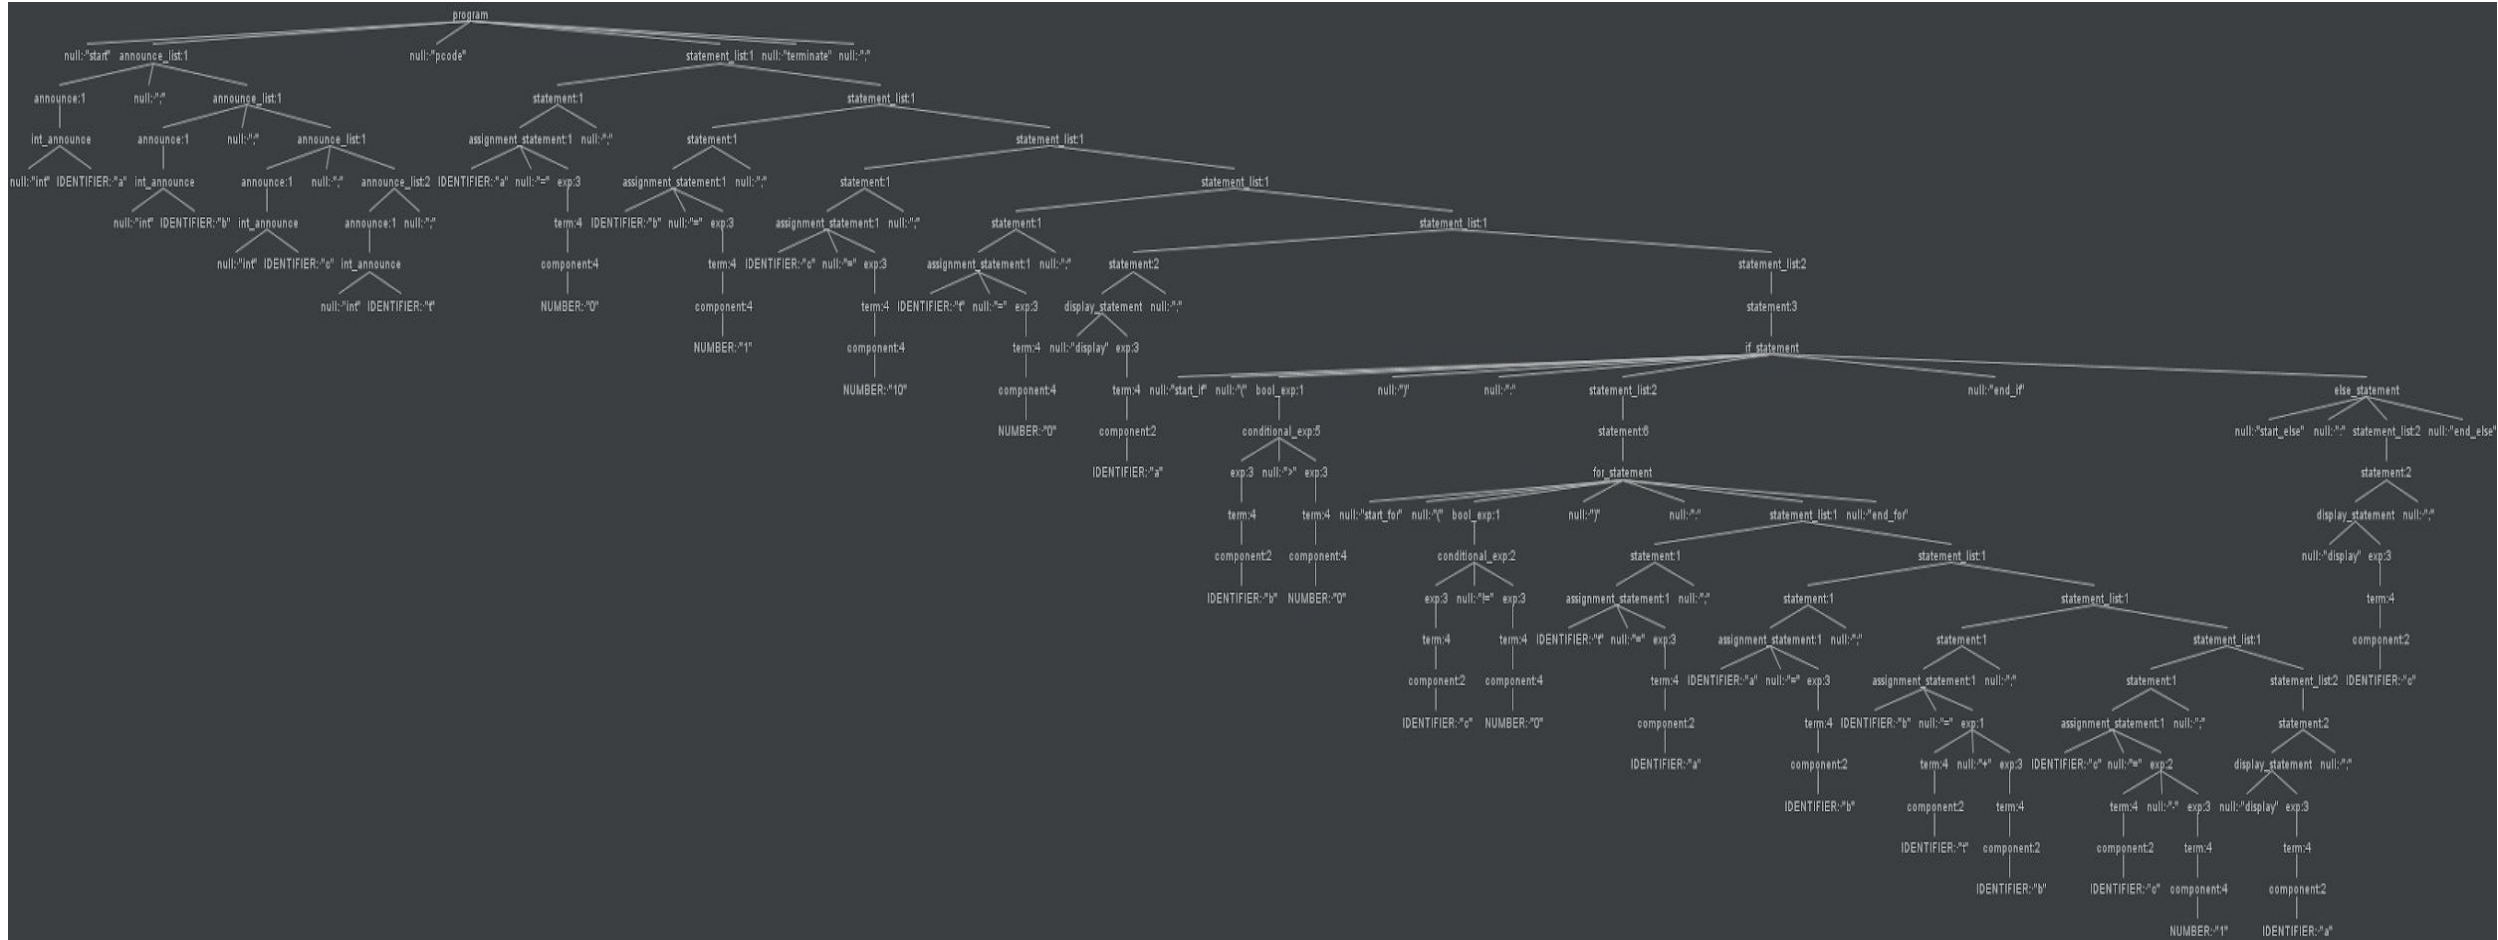 program
null:"start" announce_list:1 null:"pcode" statement_list:1 null:"terminate" null:";"
announce:1 null:";" announce_list:1 statement:1 statement_list:1
int_announce announce:1 null:";" announce_list:1 assignment_statement:1 null:";" statement:1 statement_list:1
null:"int" IDENTIFIER:"a" int_announce announce:1 null:";" announce_list:2 IDENTIFIER:"a" null:"=" exp:3 assignment_statement:1 null:";" statement:1 statement_list:1
null:"int" IDENTIFIER:"b" int_announce announce:1 null:";" term:4 IDENTIFIER:"b" null:"=" exp:3 assignment_statement:1 null:";" statement:1 statement_list:1
null:"int" IDENTIFIER:"c" int_announce component:4 term:4 IDENTIFIER:"c" null:"=" exp:3 assignment_statement:1 null:";" statement:2 statement_list:2
null:"int" IDENTIFIER:"t" NUMBER:"0" component:4 term:4 IDENTIFIER:"t" null:"=" exp:3 display_statement null:";" statement:3
NUMBER:"1" component:4 term:4 null:"display" exp:3 if_statement
NUMBER:"10" component:4 term:4 null:"start_if" null:"(" bool_exp:1 null:")" null:":" statement_list:2 null:"end_if" else_statement
NUMBER:"0" component:2 conditional_exp:5 statement:6 null:"start_else" null:":" statement_list:2 null:"end_else"
IDENTIFIER:"a" exp:3 null:">" exp:3 for_statement statement:2
term:4 term:4 null:"start_for" null:"(" bool_exp:1 null:")" null:":" statement_list:1 null:"end_for" display_statement null:";"
component:2 component:4 conditional_exp:2 statement:1 statement_list:1 null:"display" exp:3
IDENTIFIER:"b" NUMBER:"0" exp:3 null:"!=" exp:3 assignment_statement:1 null:";" statement:1 statement_list:1 term:4
term:4 term:4 IDENTIFIER:"t" null:"=" exp:3 assignment_statement:1 null:";" statement:1 statement_list:1 component:2
component:2 component:4 term:4 IDENTIFIER:"a" null:"=" exp:3 assignment_statement:1 null:";" statement:1 statement_list:2 IDENTIFIER:"c"
IDENTIFIER:"c" NUMBER:"0" component:2 term:4 IDENTIFIER:"b" null:"=" exp:1 assignment_statement:1 null:";" statement:2
IDENTIFIER:"a" component:2 term:4 null:"+" exp:3 IDENTIFIER:"c" null:"=" exp:2 display_statement null:";"
IDENTIFIER:"b" component:2 term:4 term:4 null:"-" exp:3 null:"display" exp:3
IDENTIFIER:"t" component:2 component:2 term:4 term:4
IDENTIFIER:"b" IDENTIFIER:"c" component:4 component:2
NUMBER:"1" IDENTIFIER:"a"